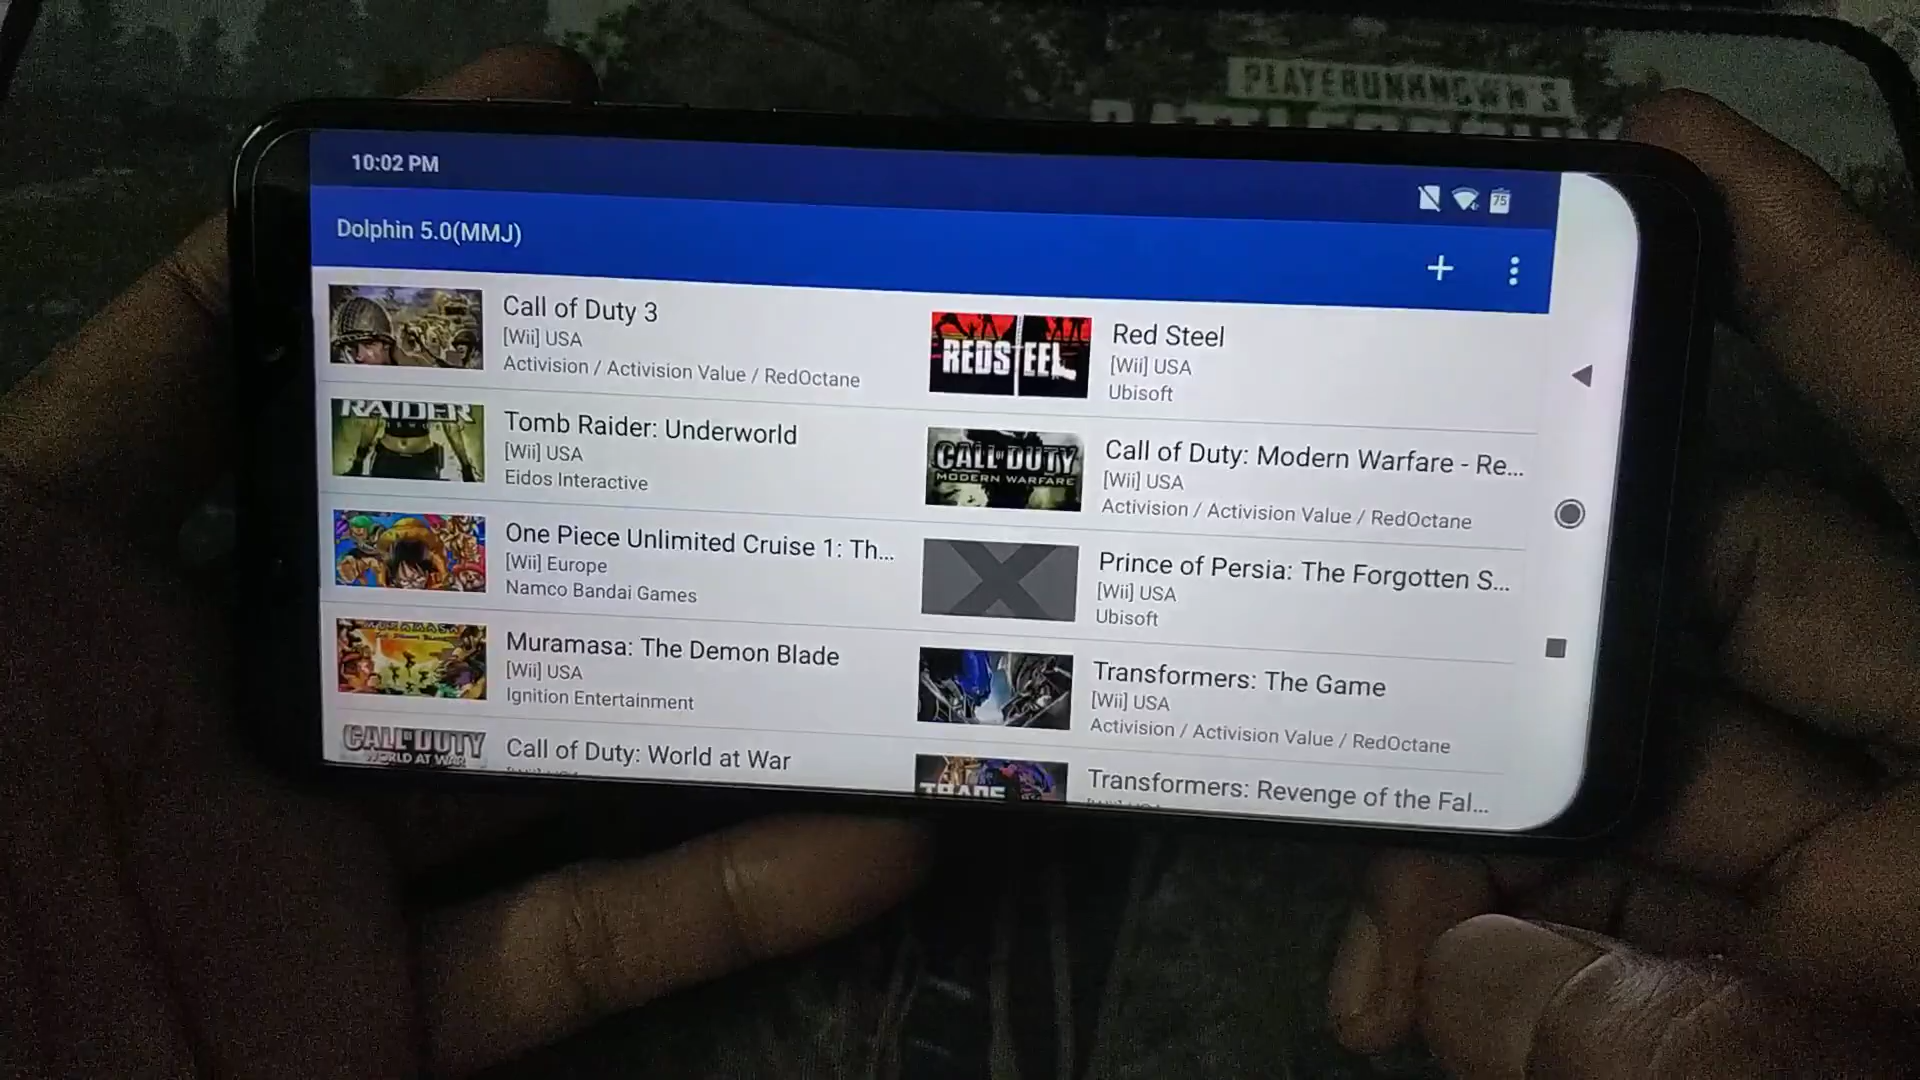 PLAYERUNKNOWN'S
10:02 PM
75
Dolphin 5.0(MMJ)
Call of Duty 3
[Wii] USA
Activision / Activision Value / RedOctane
REDSTEEL
Red Steel
[Wii] USA
Ubisoft
RAIDER
Tomb Raider: Underworld
[Wii] USA
Eidos Interactive
CALL OF DUTY
MODERN WARFARE
Call of Duty: Modern Warfare - Re...
[Wii] USA
Activision / Activision Value / RedOctane
One Piece Unlimited Cruise 1: Th...
[Wii] Europe
Namco Bandai Games
Prince of Persia: The Forgotten S...
[Wii] USA
Ubisoft
MURAMASA
Muramasa: The Demon Blade
[Wii] USA
Ignition Entertainment
Transformers: The Game
[Wii] USA
Activision / Activision Value / RedOctane
CALL OF DUTY
WORLD AT WAR
Call of Duty: World at War
Transformers: Revenge of the Fal...